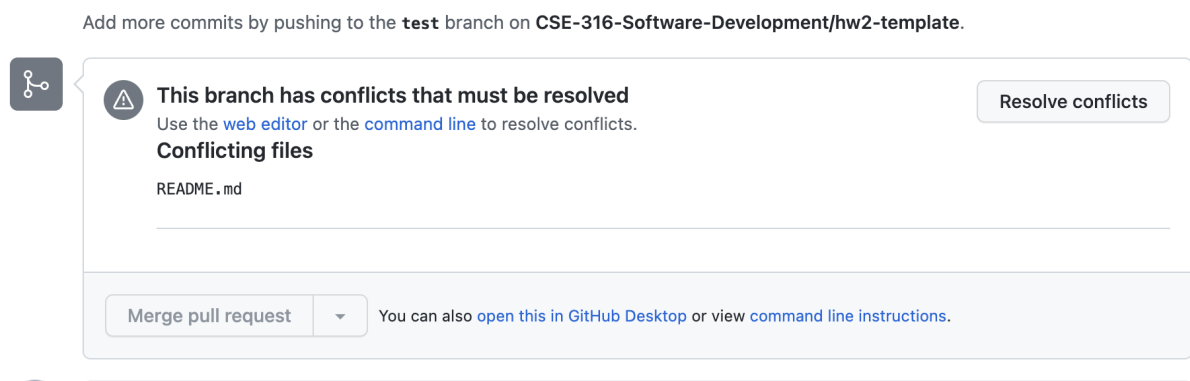 Add more commits by pushing to the test branch on CSE-316-Software-Development/hw2-template.
This branch has conflicts that must be resolved
Resolve conflicts
Use the web editor or the command line to resolve conflicts.
Conflicting files
README.md
Merge pull request
You can also open this in GitHub Desktop or view command line instructions.